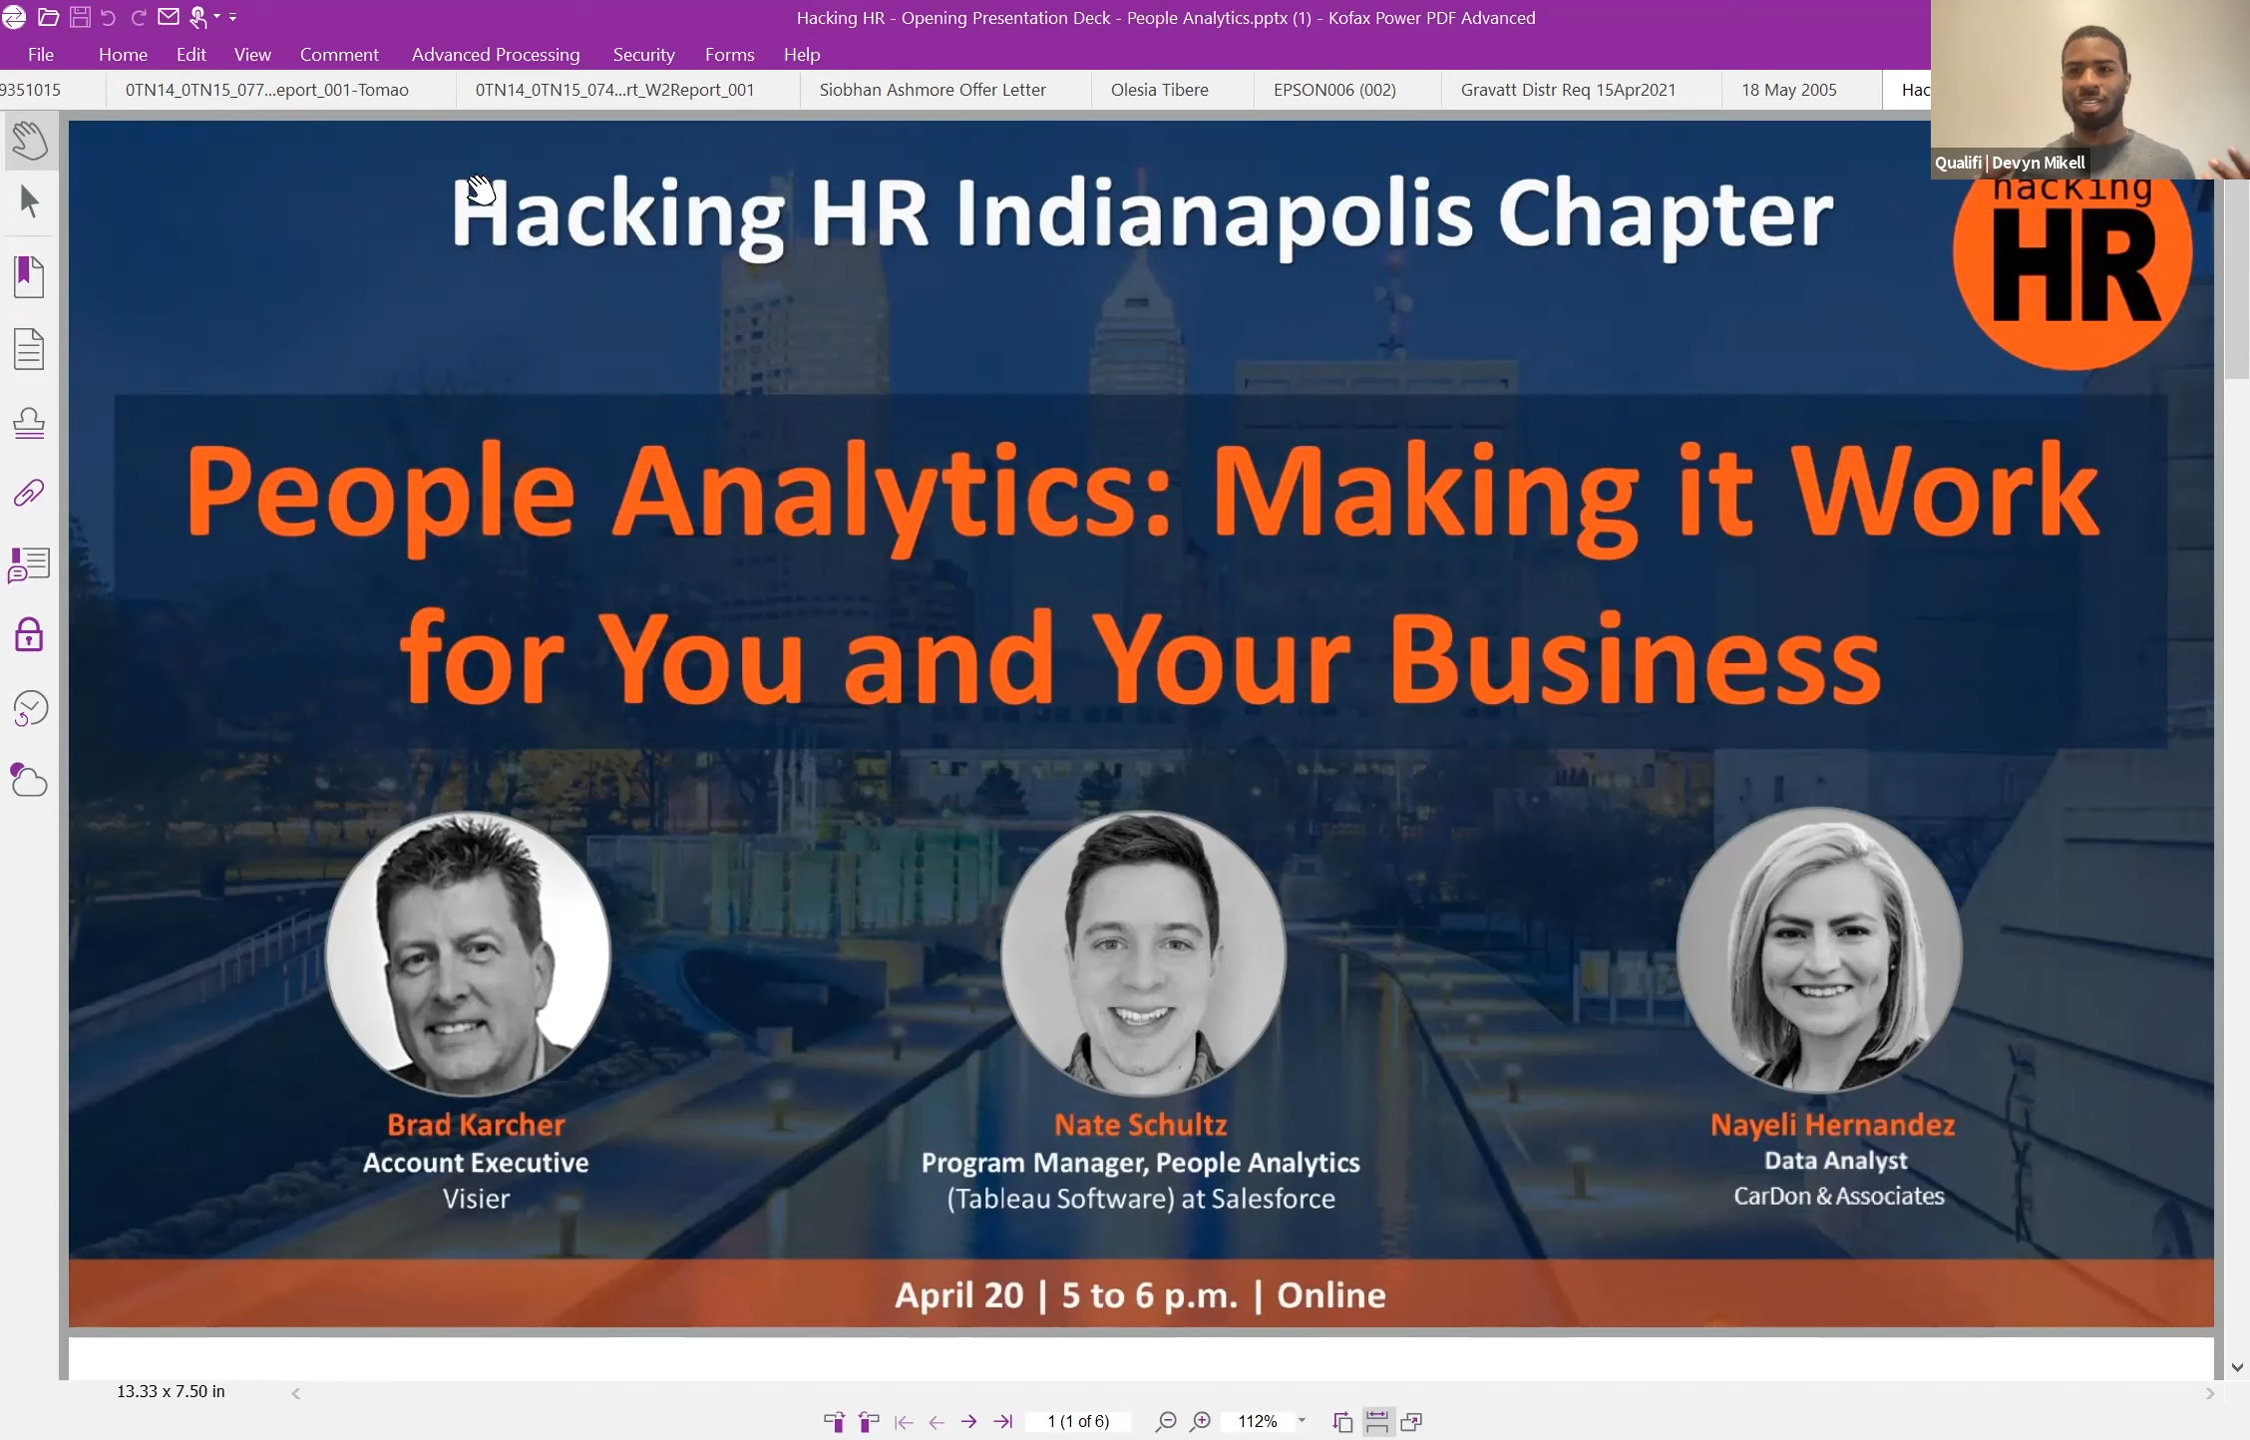 Hacking HR - Opening Presentation Deck - People Analytics.pptx (1) - Kofax Power PDF Advanced
File Home Edit View Comment Advanced Processing Security Forms Help
9351015 0TN14_0TN15_077...eport_001-Tomao 0TN14_0TN15_074...rt_W2Report_001 Siobhan Ashmore Offer Letter Olesia Tibere EPSON006 (002) Gravatt Distr Req 15Apr2021 18 May 2005 Hac
Qualifi | Devyn Mikell
Hacking HR Indianapolis Chapter
hacking
HR
People Analytics: Making it Work
for You and Your Business
Brad Karcher
Account Executive
Visier
Nate Schultz
Program Manager, People Analytics
(Tableau Software) at Salesforce
Nayeli Hernandez
Data Analyst
CarDon & Associates
April 20 | 5 to 6 p.m. | Online
13.33 x 7.50 in
1 (1 of 6) 112%